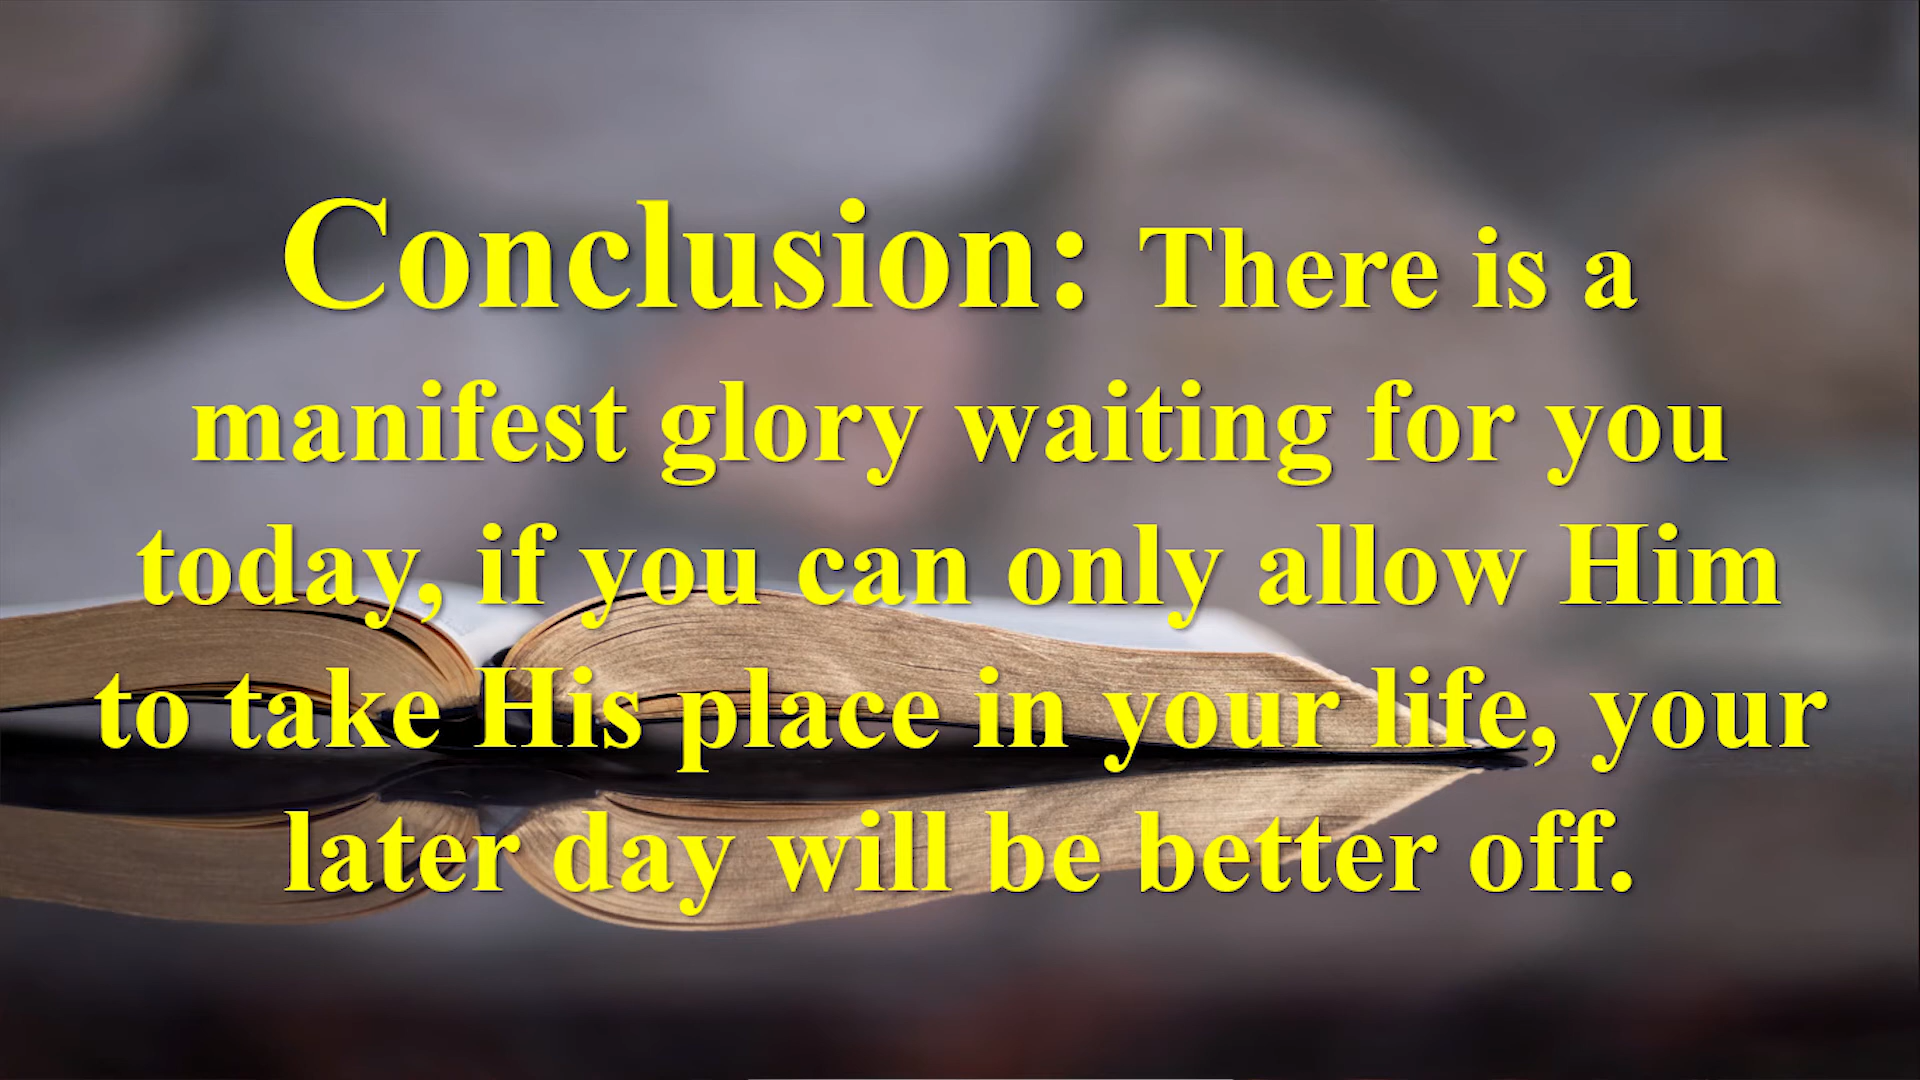 Conclusion: There is a
manifest glory waiting for you
today, if you can only allow Him
to take His place in your life, your
later day will be better off.